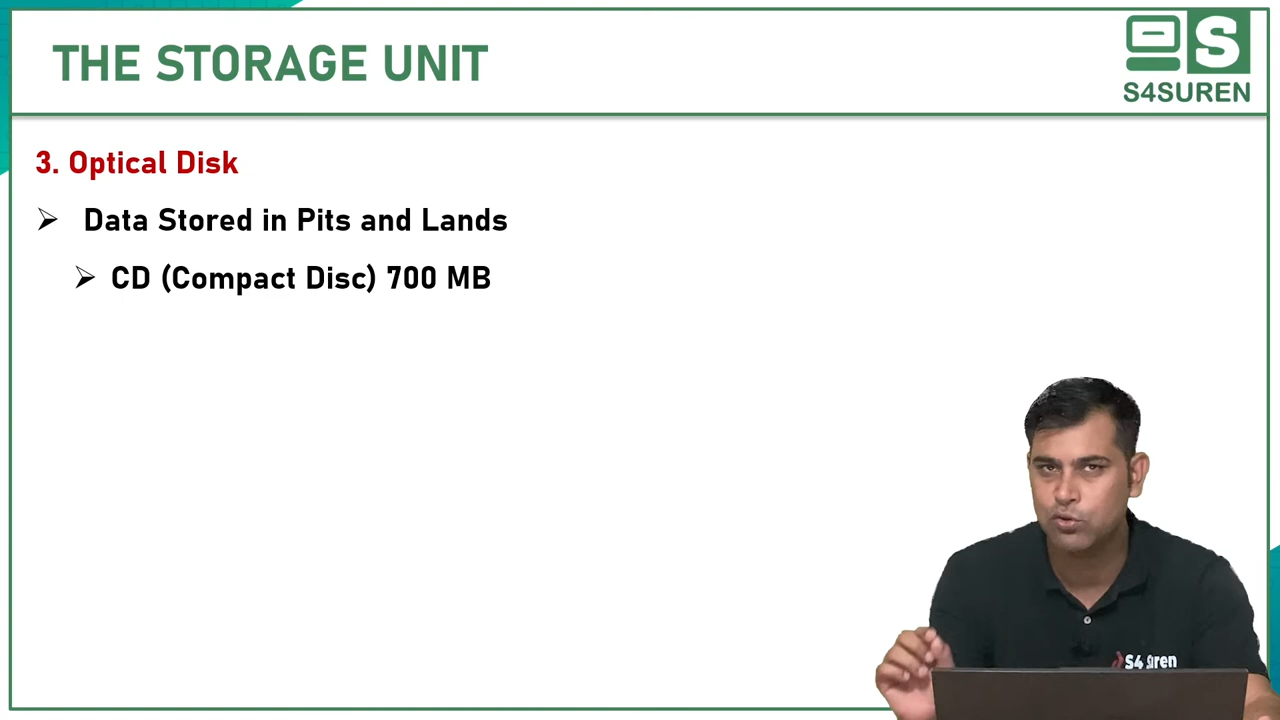 THE STORAGE UNIT
S4SUREN
3. Optical Disk
➢ Data Stored in Pits and Lands
➢ CD (Compact Disc) 700 MB
S4